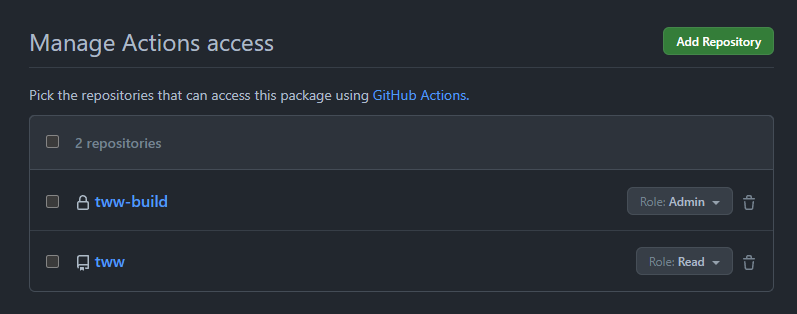 Manage Actions access
Add Repository
Pick the repositories that can access this package using GitHub Actions.
2 repositories
tww-build
Role: Admin
tww
Role: Read